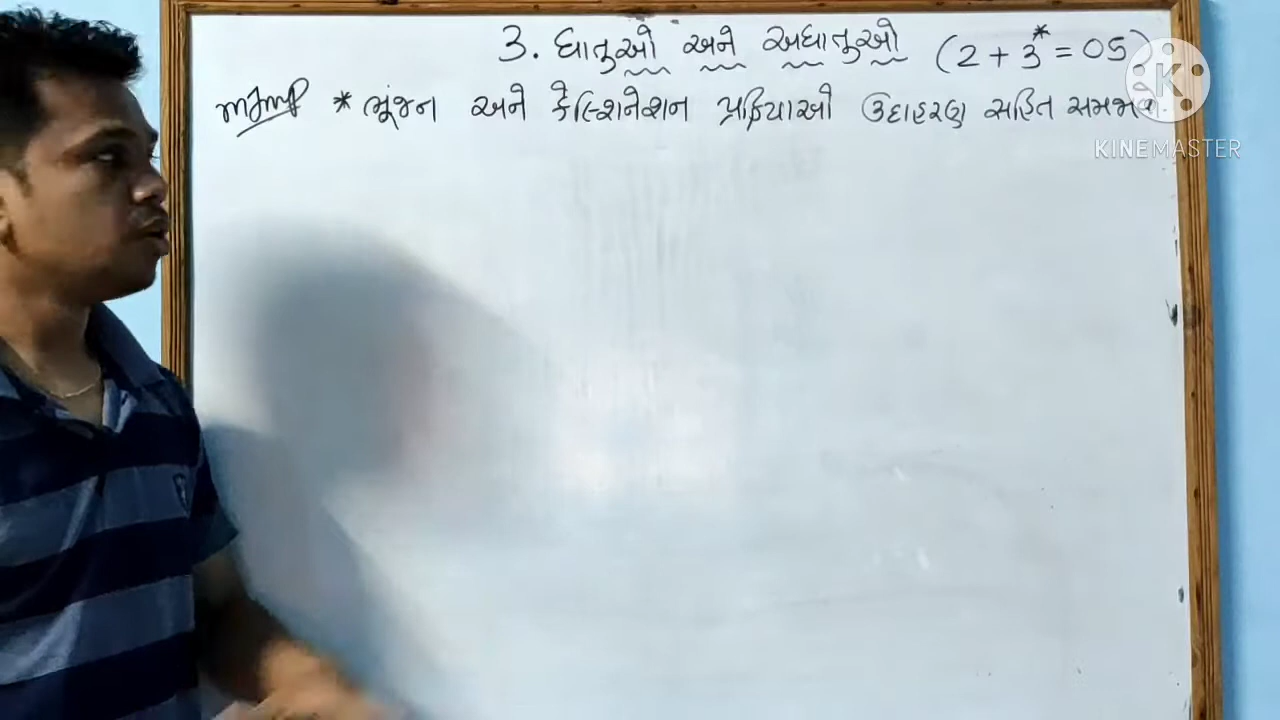 3. ધાતુઓ અને અધાતુઓ (2 + 3* = 05)
* ભૂંજન અને કેલ્શિનેશન પ્રક્રિયાઓ ઉદાહરણ સહિત સમજાવો.
K
KINEMASTER